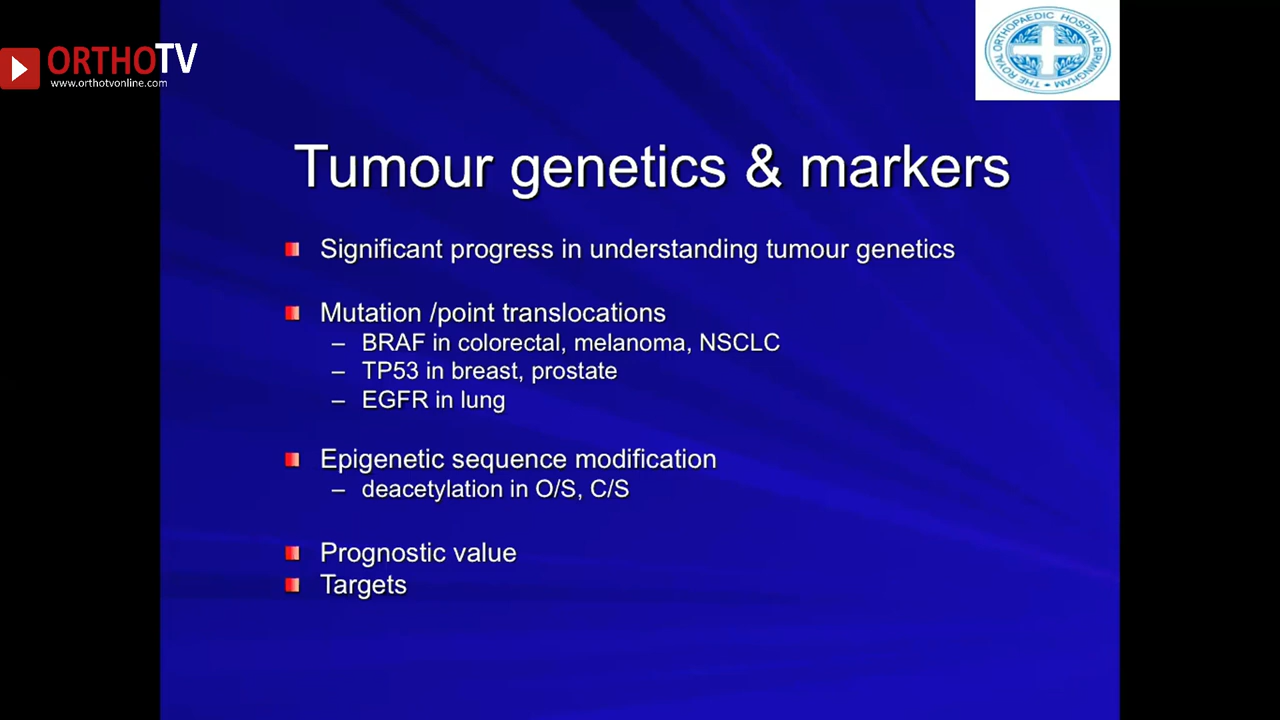 ORTHOTV
www.orthotvonline.com
THE ROYAL ORTHOPAEDIC HOSPITAL BIRMINGHAM
Tumour genetics & markers
Significant progress in understanding tumour genetics
Mutation /point translocations
– BRAF in colorectal, melanoma, NSCLC
– TP53 in breast, prostate
– EGFR in lung
Epigenetic sequence modification
– deacetylation in O/S, C/S
Prognostic value
Targets